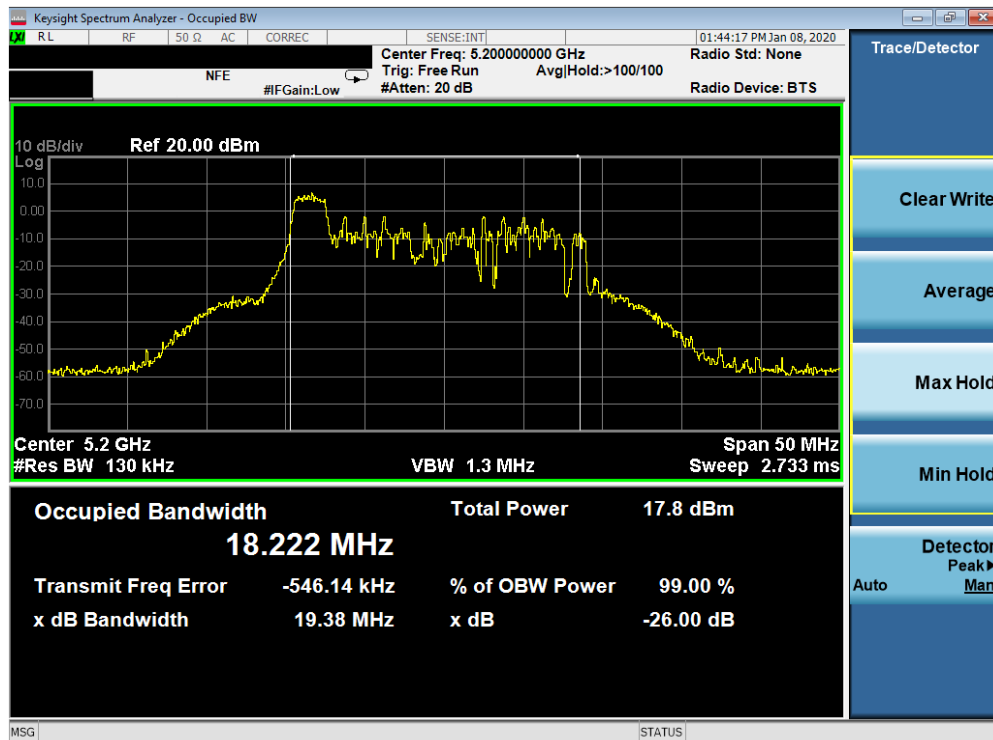 Keysight Spectrum Analyzer - Occupied BW
LXI RL RF 50 Ω AC CORREC SENSE:INT 01:44:17 PM Jan 08, 2020
NFE
#IFGain:Low
Center Freq: 5.200000000 GHz
Trig: Free Run Avg|Hold:>100/100
#Atten: 20 dB
Radio Std: None
Radio Device: BTS
10 dB/div Ref 20.00 dBm
Log
10.0
0.00
-10.0
-20.0
-30.0
-40.0
-50.0
-60.0
-70.0
Center 5.2 GHz Span 50 MHz
#Res BW 130 kHz VBW 1.3 MHz Sweep 2.733 ms
Occupied Bandwidth Total Power 17.8 dBm
18.222 MHz
Transmit Freq Error -546.14 kHz % of OBW Power 99.00 %
x dB Bandwidth 19.38 MHz x dB -26.00 dB
MSG STATUS
Trace/Detector
Clear Write
Average
Max Hold
Min Hold
Detector
Peak▶
Auto Man